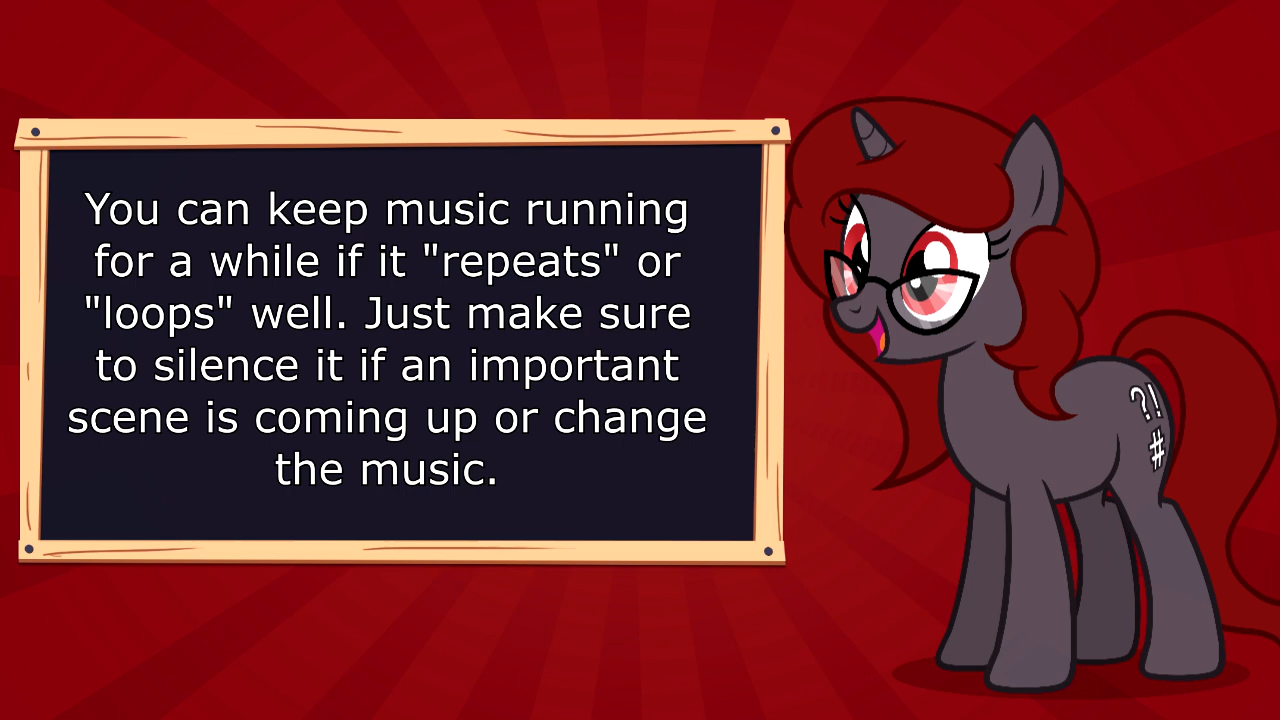 You can keep music running
for a while if it "repeats" or
"loops" well. Just make sure
to silence it if an important
scene is coming up or change
the music.
?!
#